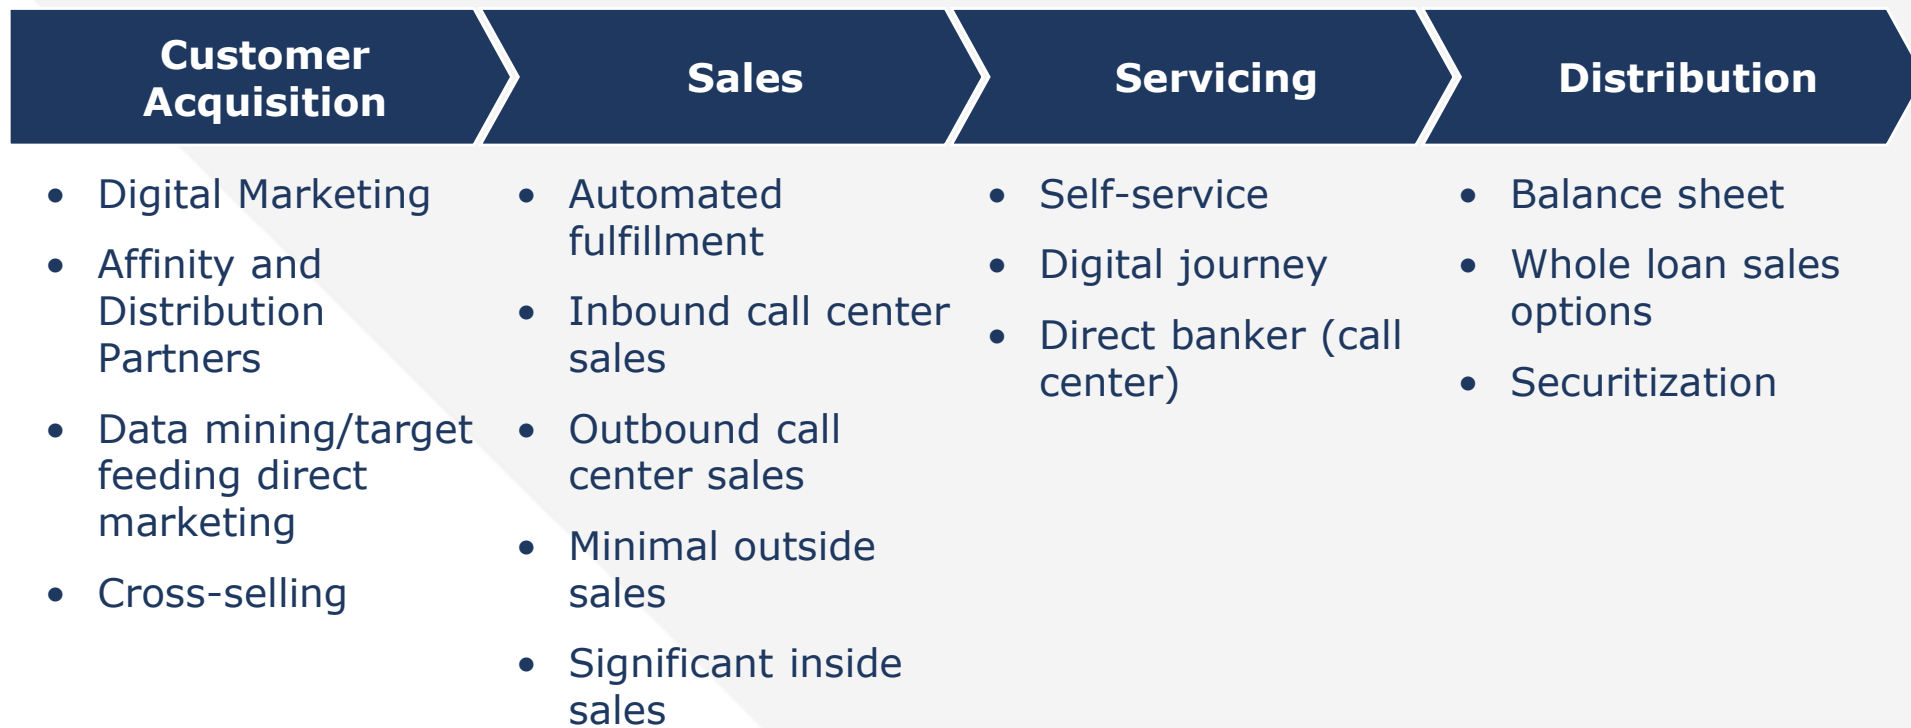 Customer
Acquisition
Sales
Servicing
Distribution
• Digital Marketing
• Affinity and
Distribution
Partners
• Data mining/target
feeding direct
marketing
• Cross-selling
• Automated
fulfillment
• Inbound call center
sales
• Outbound call
center sales
• Minimal outside
sales
• Significant inside
sales
• Self-service
• Digital journey
• Direct banker (call
center)
• Balance sheet
• Whole loan sales
options
• Securitization